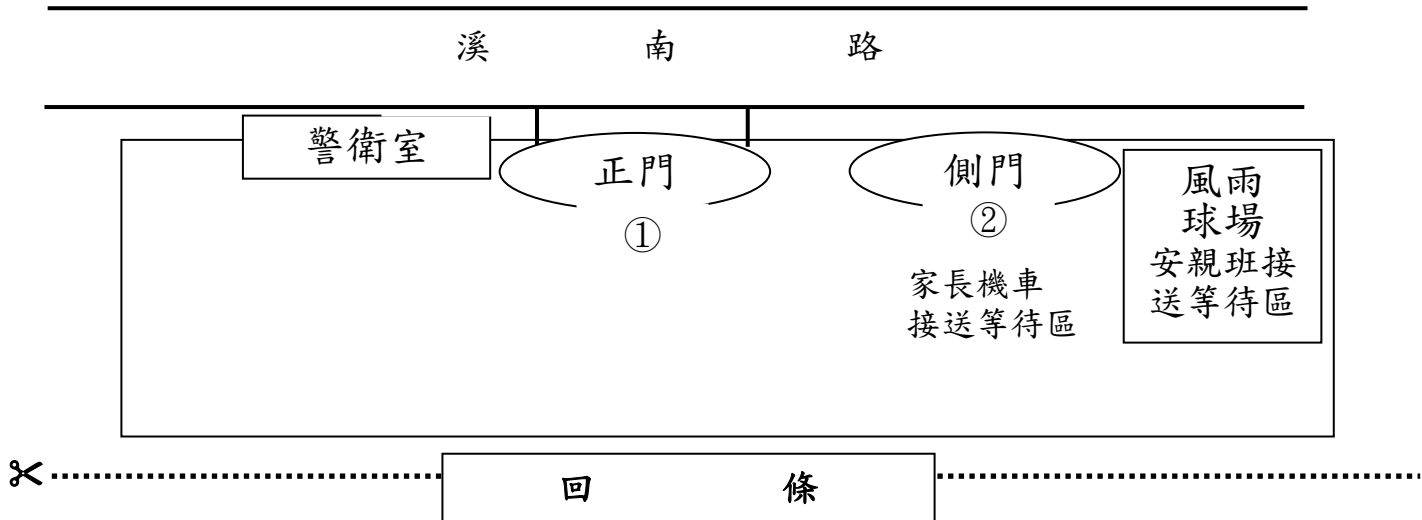 溪 南 路
警衛室
正門
①
側門
②
家長機車
接送等待區
風雨
球場
安親班接
送等待區
回 條